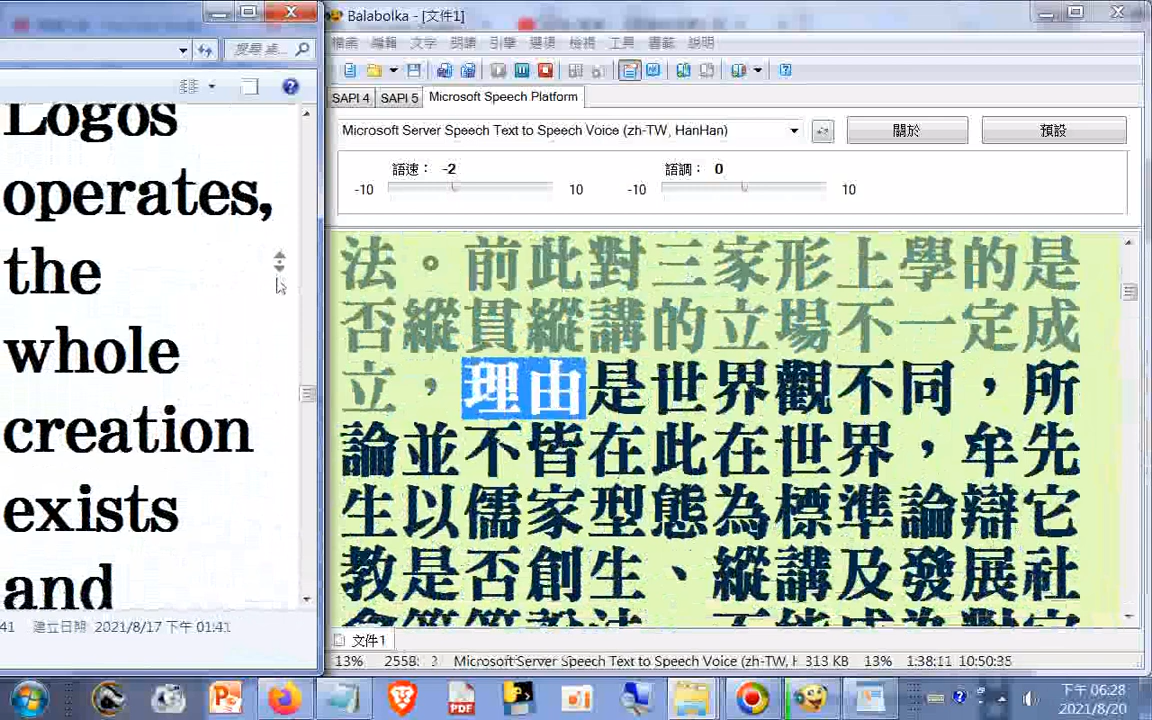 搜尋 桌...
Logos
operates,
the
whole
creation
exists
and
41 建立日期 2021/8/17 下午 01:41
Balabolka - [文件1]
檔案 編輯 文字 朗讀 引擎 選項 檢視 工具 書籤 說明
SAPI 4 SAPI 5 Microsoft Speech Platform
Microsoft Server Speech Text to Speech Voice (zh-TW, HanHan) 關於 預設
語速： -2 語調： 0
-10 10 -10 10
法。前此對三家形上學的是
否縱貫縱講的立場不一定成
立，理由是世界觀不同，所
論並不皆在此在世界，牟先
生以儒家型態為標準論辯它
教是否創生、縱講及發展社
文件1
13% 2558: Microsoft Server Speech Text to Speech Voice (zh-TW, H 313 KB 13% 1:38:11 10:50:35
下午 06:28
2021/8/20